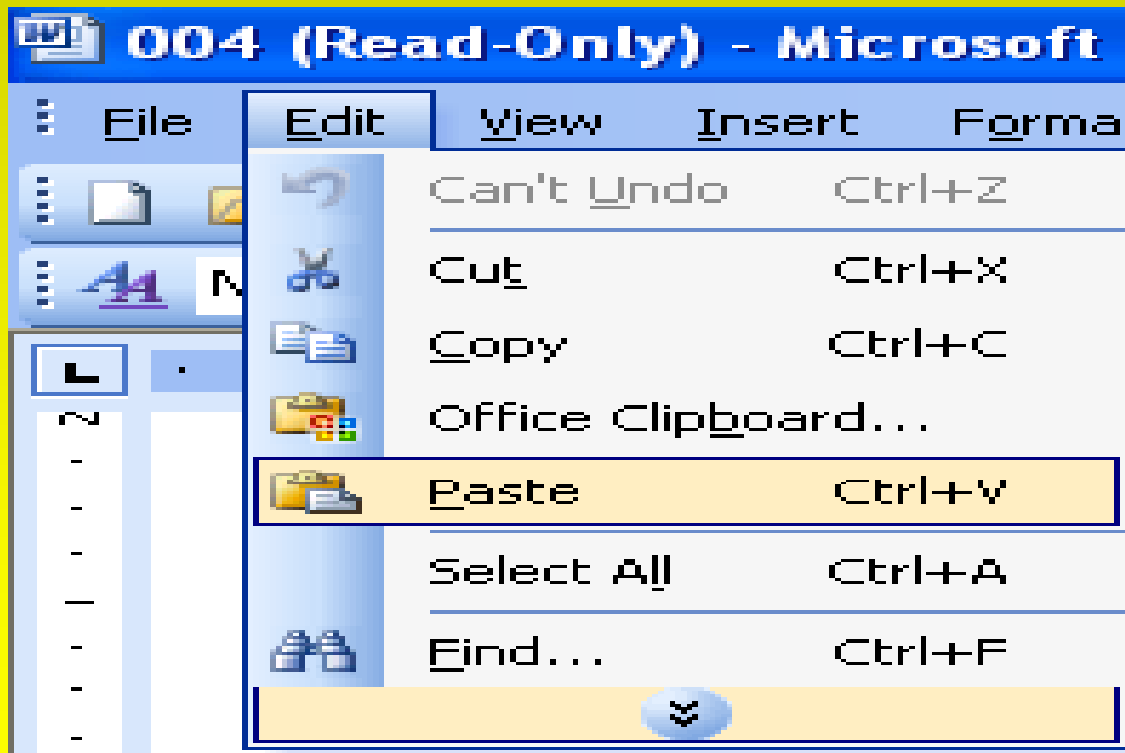 004 (Read-Only) - Microsoft
File Edit View Insert Forma
Can't Undo Ctrl+Z
N
Cut Ctrl+X
Copy Ctrl+C
Office Clipboard...
Paste Ctrl+V
Select All Ctrl+A
Find... Ctrl+F